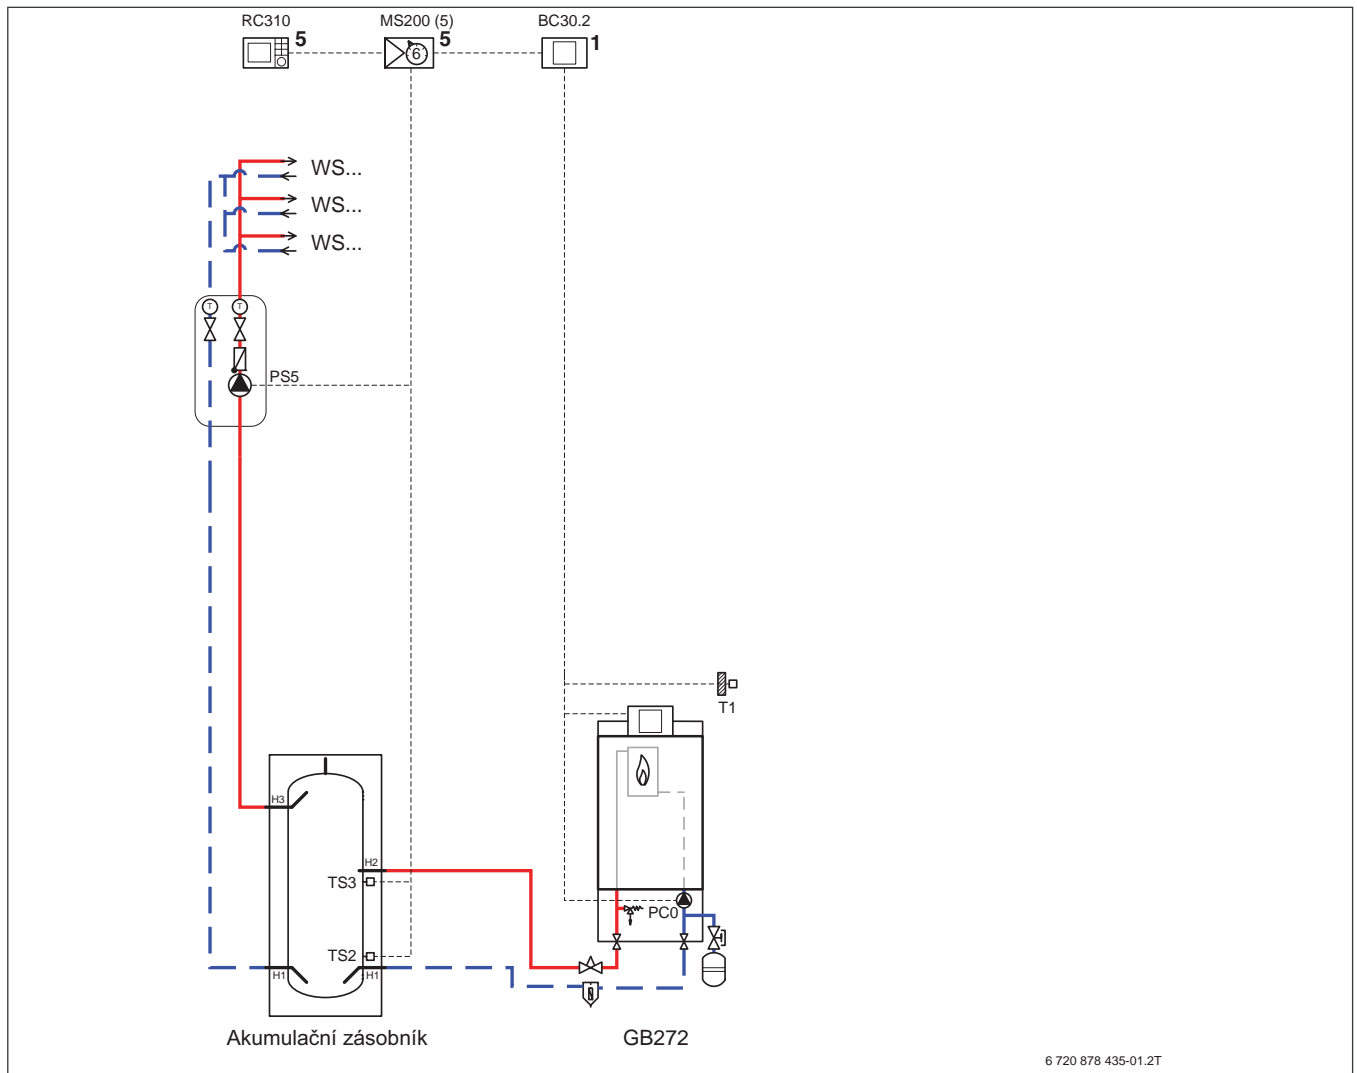 RC310 MS200 (5) BC30.2
5 5 1
6
WS...
WS...
WS...
T T
PS5
T1
H3
H2
TS3
PC0
TS2
H1 H1
Akumulační zásobník GB272
6 720 878 435-01.2T